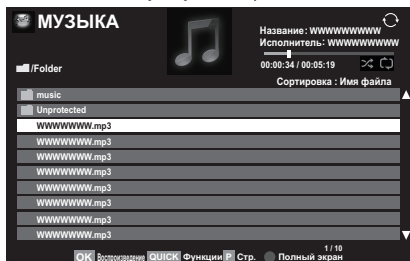 МУЗЫКА
Название: WWWWWWWWW
Исполнитель: WWWWWWWWW
00:00:34 / 00:05:19
/Folder
Сортировка : Имя файла
music
Unprotected
WWWWWWW.mp3
WWWWWWW.mp3
WWWWWWW.mp3
WWWWWWW.mp3
WWWWWWW.mp3
WWWWWWW.mp3
WWWWWWW.mp3
WWWWWWW.mp3
1 / 10
OK Воспроизведение QUICK Функции P Стр. Полный экран